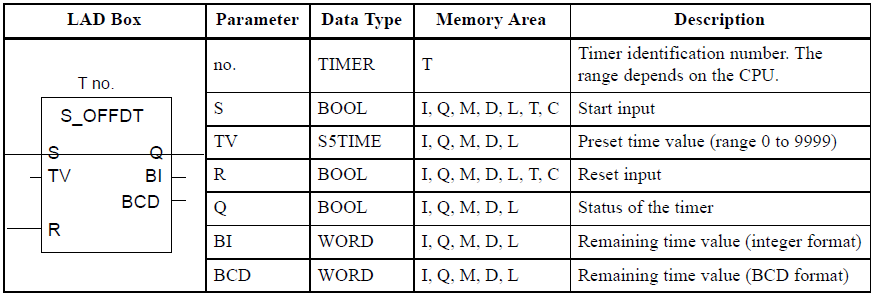 LAD Box Parameter Data Type Memory Area Description
T no.
S_OFFDT
S Q
TV BI
BCD
R
no. TIMER T Timer identification number. The
range depends on the CPU.
S BOOL I, Q, M, D, L, T, C Start input
TV S5TIME I, Q, M, D, L Preset time value (range 0 to 9999)
R BOOL I, Q, M, D, L, T, C Reset input
Q BOOL I, Q, M, D, L Status of the timer
BI WORD I, Q, M, D, L Remaining time value (integer format)
BCD WORD I, Q, M, D, L Remaining time value (BCD format)